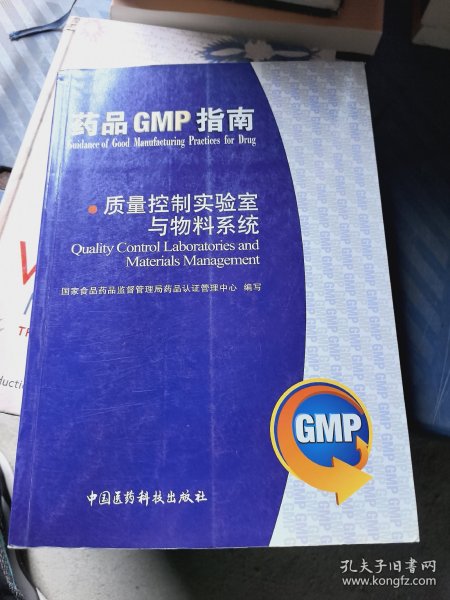 药品 GMP 指南
Guidance of Good Manufacturing Practices for Drug
质量控制实验室
与物料系统
Quality Control Laboratories and
Materials Management
国家食品药品监督管理局药品认证管理中心 编写
GMP
中国医药科技出版社
孔夫子旧书网
www.kongfz.com